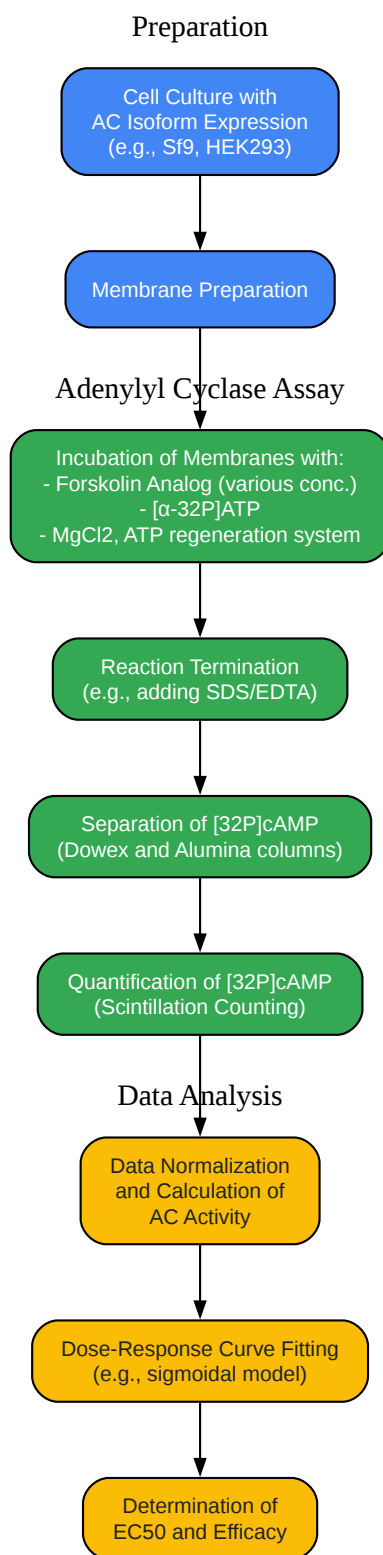 Preparation
Cell Culture with
AC Isoform Expression
(e.g., Sf9, HEK293)
Membrane Preparation
Adenylyl Cyclase Assay
Incubation of Membranes with:
- Forskolin Analog (various conc.)
- [α-32P]ATP
- MgCl2, ATP regeneration system
Reaction Termination
(e.g., adding SDS/EDTA)
Separation of [32P]cAMP
(Dowex and Alumina columns)
Quantification of [32P]cAMP
(Scintillation Counting)
Data Analysis
Data Normalization
and Calculation of
AC Activity
Dose-Response Curve Fitting
(e.g., sigmoidal model)
Determination of
EC50 and Efficacy